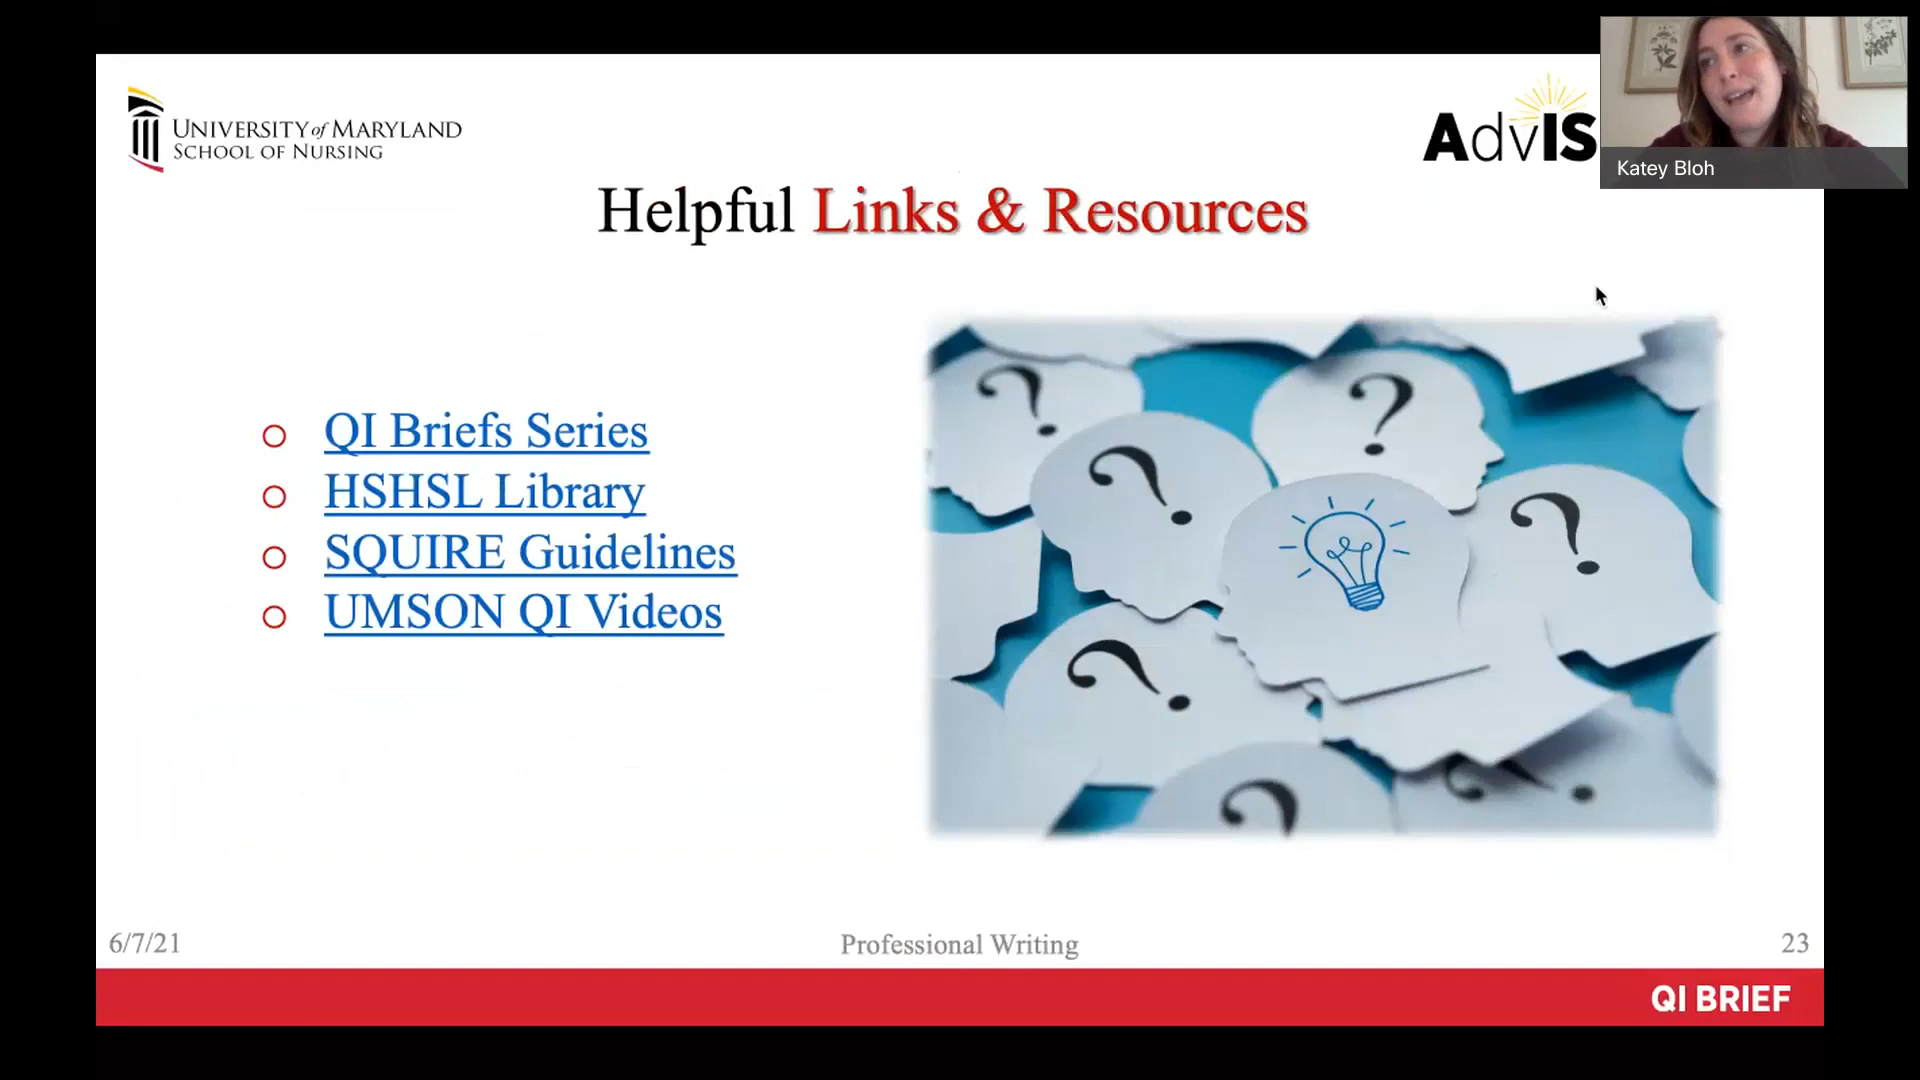 UNIVERSITY of MARYLAND
SCHOOL OF NURSING
AdvIS
Katey Bloh
Helpful Links & Resources
QI Briefs Series
HSHSL Library
SQUIRE Guidelines
UMSON QI Videos
? ? ? ? ? ? ? ?
6/7/21
Professional Writing
23
QI BRIEF